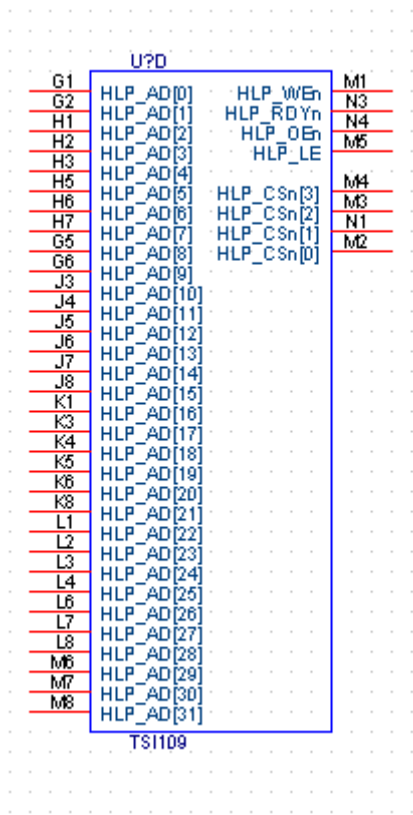 U?D
G1 HLP_AD[0] HLP_WEn M1
G2 HLP_AD[1] HLP_RDYn N3
H1 HLP_AD[2] HLP_OEn N4
H2 HLP_AD[3] HLP_LE M5
H3 HLP_AD[4]
H5 HLP_AD[5] HLP_CSn[3] M4
H6 HLP_AD[6] HLP_CSn[2] M3
H7 HLP_AD[7] HLP_CSn[1] N1
G5 HLP_AD[8] HLP_CSn[0] M2
G6 HLP_AD[9]
J3 HLP_AD[10]
J4 HLP_AD[11]
J5 HLP_AD[12]
J6 HLP_AD[13]
J7 HLP_AD[14]
J8 HLP_AD[15]
K1 HLP_AD[16]
K3 HLP_AD[17]
K4 HLP_AD[18]
K5 HLP_AD[19]
K6 HLP_AD[20]
K8 HLP_AD[21]
L1 HLP_AD[22]
L2 HLP_AD[23]
L3 HLP_AD[24]
L4 HLP_AD[25]
L6 HLP_AD[26]
L7 HLP_AD[27]
L8 HLP_AD[28]
M6 HLP_AD[29]
M7 HLP_AD[30]
M8 HLP_AD[31]
TSI109